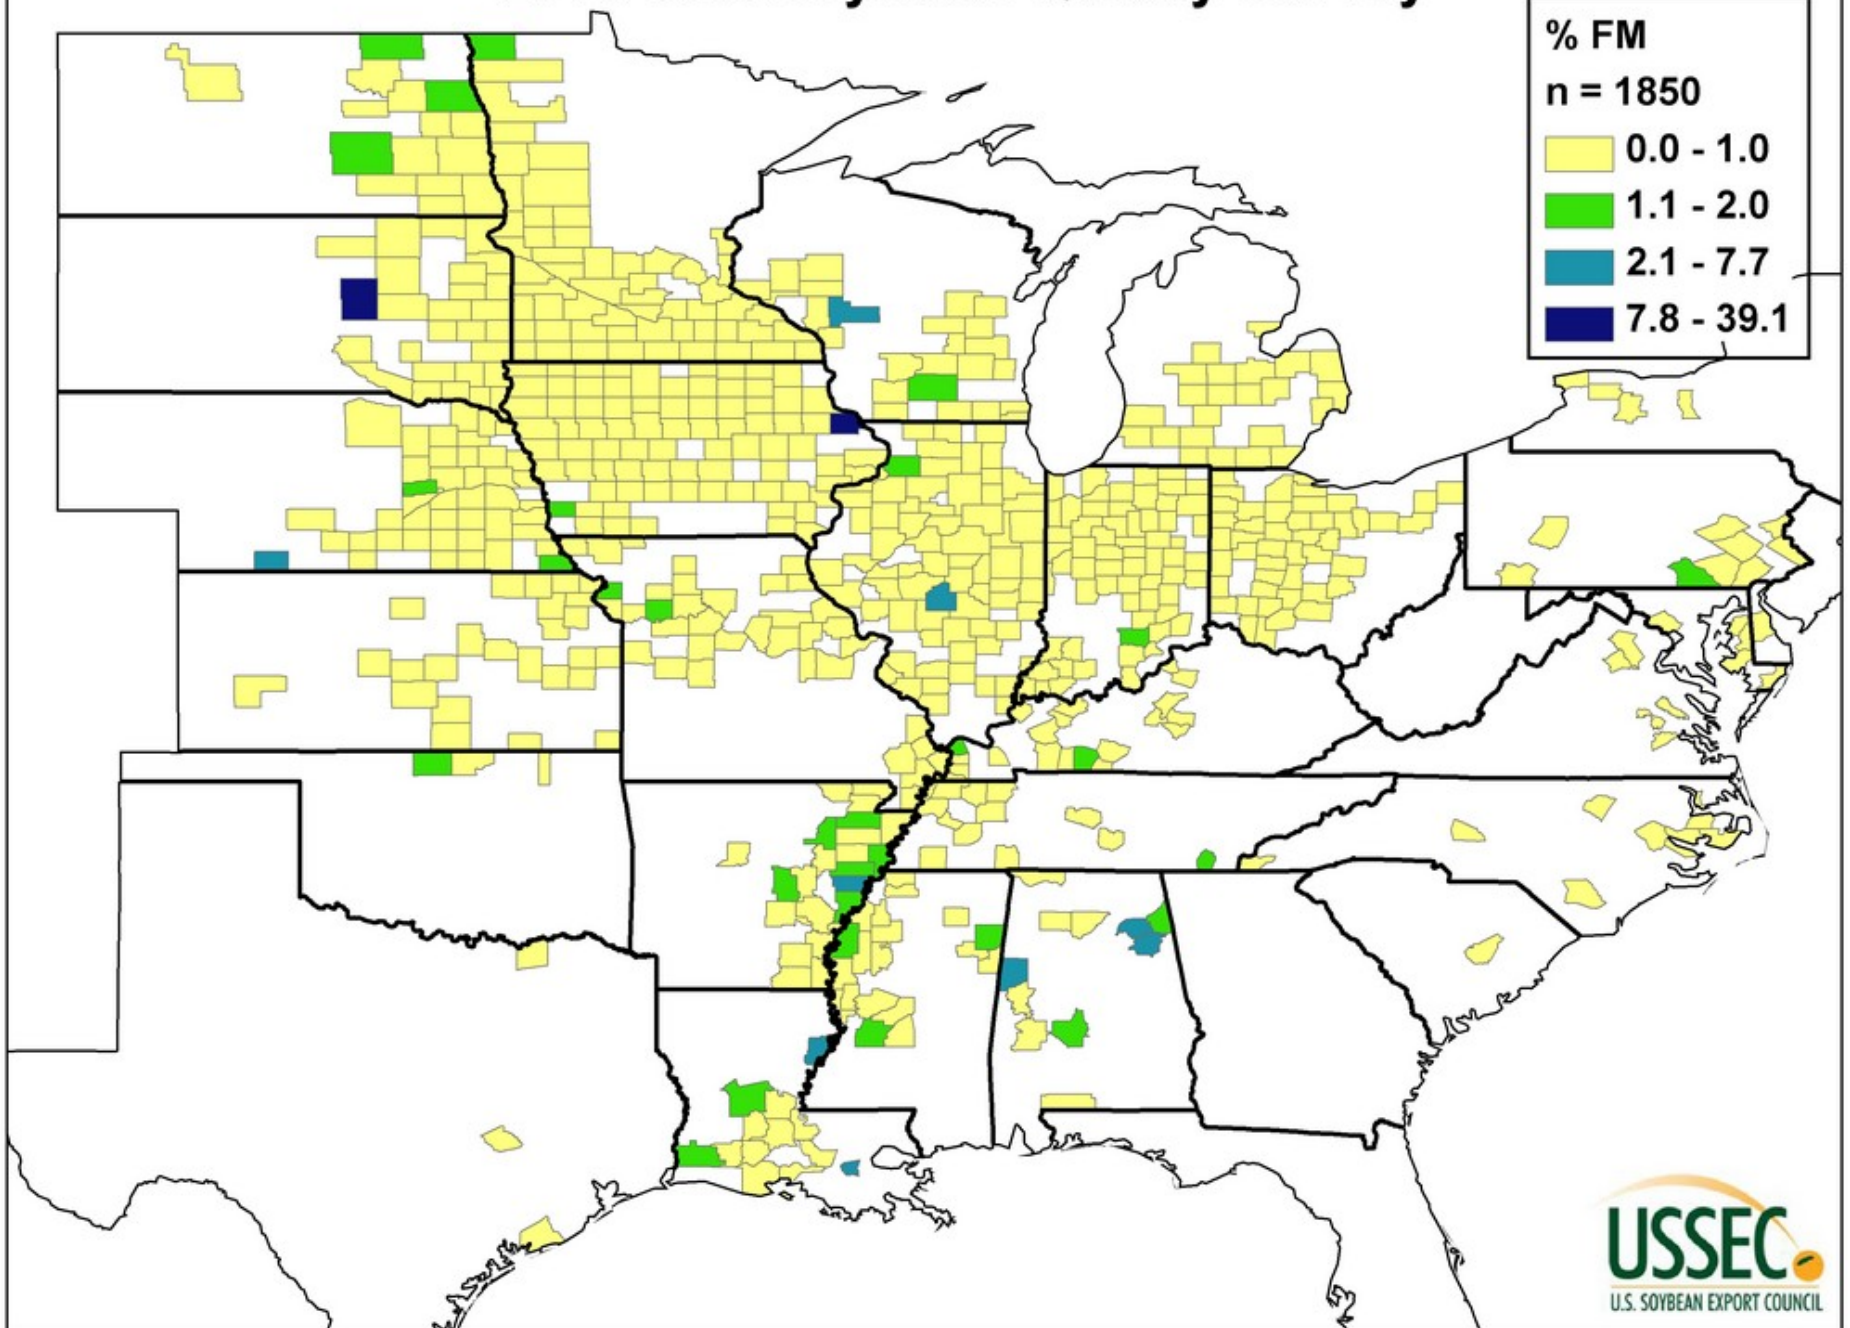 % FM
n = 1850
0.0 - 1.0
1.1 - 2.0
2.1 - 7.7
7.8 - 39.1
USSEC
U.S. SOYBEAN EXPORT COUNCIL